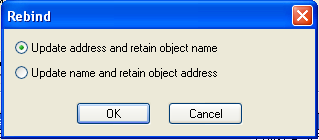 Rebind
Update address and retain object name
Update name and retain object address
OK
Cancel